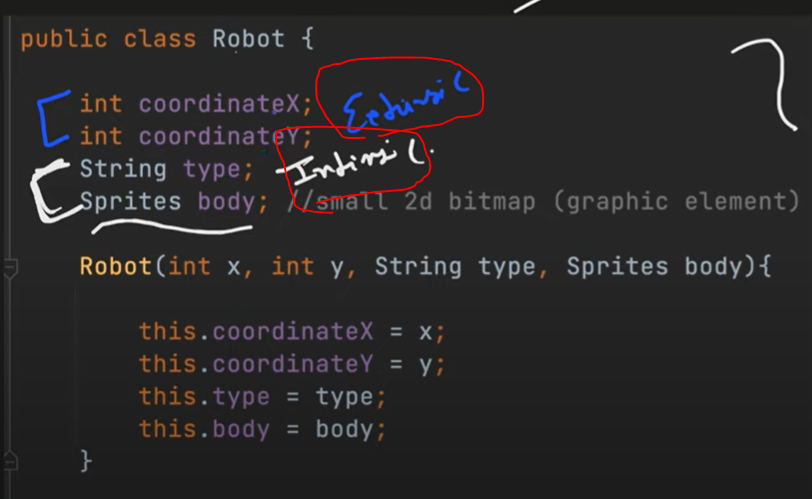 public class Robot {
int coordinateX; Extrinsic
int coordinateY;
String type; Intrinsic
Sprites body; //small 2d bitmap (graphic element)
Robot(int x, int y, String type, Sprites body){
this.coordinateX = x;
this.coordinateY = y;
this.type = type;
this.body = body;
}